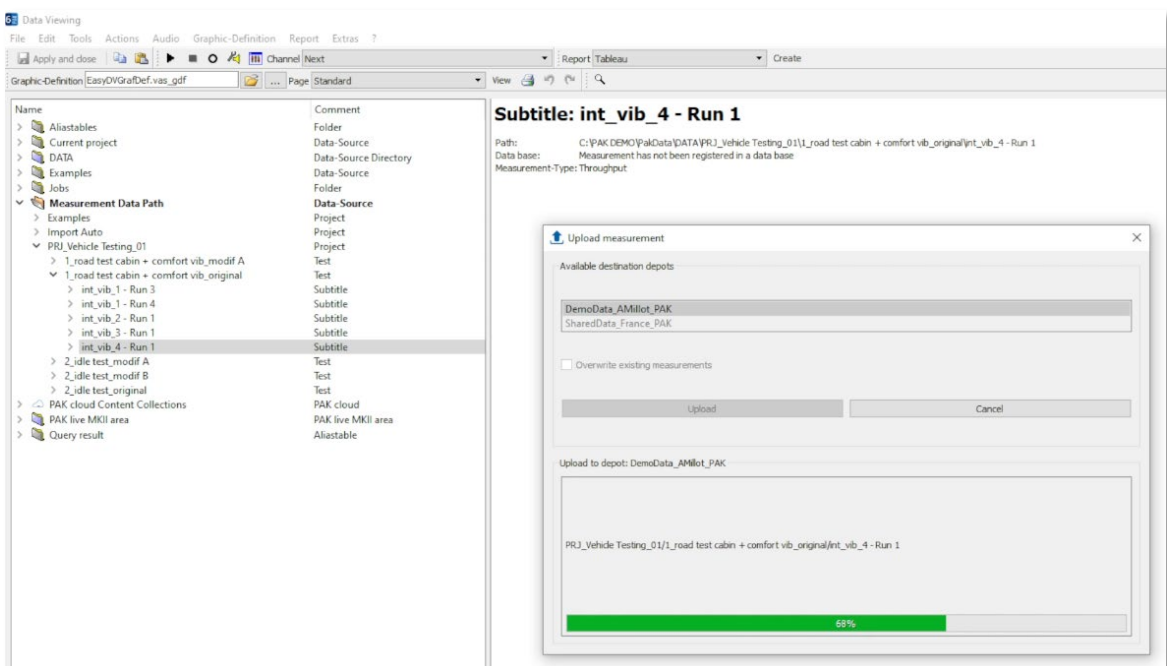 Data Viewing
File Edit Tools Actions Audio Graphic-Definition Report Extras ?
Apply and close Channel Next Report Tableau Create
Graphic-Definition EasyDVGrafDef.vas_gdf ... Page Standard View
Name Comment
Aliastables Folder
Current project Data-Source
DATA Data-Source Directory
Examples Data-Source
Jobs Folder
Measurement Data Path Data-Source
Examples Project
Import Auto Project
PRJ_Vehicle Testing_01 Project
1_road test cabin + comfort vib_modif A Test
1_road test cabin + comfort vib_original Test
int_vib_1 - Run 3 Subtitle
int_vib_1 - Run 4 Subtitle
int_vib_2 - Run 1 Subtitle
int_vib_3 - Run 1 Subtitle
int_vib_4 - Run 1 Subtitle
2_idle test_modif A Test
2_idle test_modif B Test
2_idle test_original Test
PAK cloud Content Collections PAK cloud
PAK live MKII area PAK live MKII area
Query result Aliastable
Subtitle: int_vib_4 - Run 1
Path: C:\PAK DEMO\PakData\DATA\PRJ_Vehicle Testing_01\1_road test cabin + comfort vib_original\int_vib_4 - Run 1
Data base: Measurement has not been registered in a data base
Measurement-Type: Throughput
Upload measurement
Available destination depots
DemoData_AMillot_PAK
SharedData_France_PAK
Overwrite existing measurements
Upload Cancel
Upload to depot: DemoData_AMillot_PAK
PRJ_Vehicle Testing_01/1_road test cabin + comfort vib_original/int_vib_4 - Run 1
68%